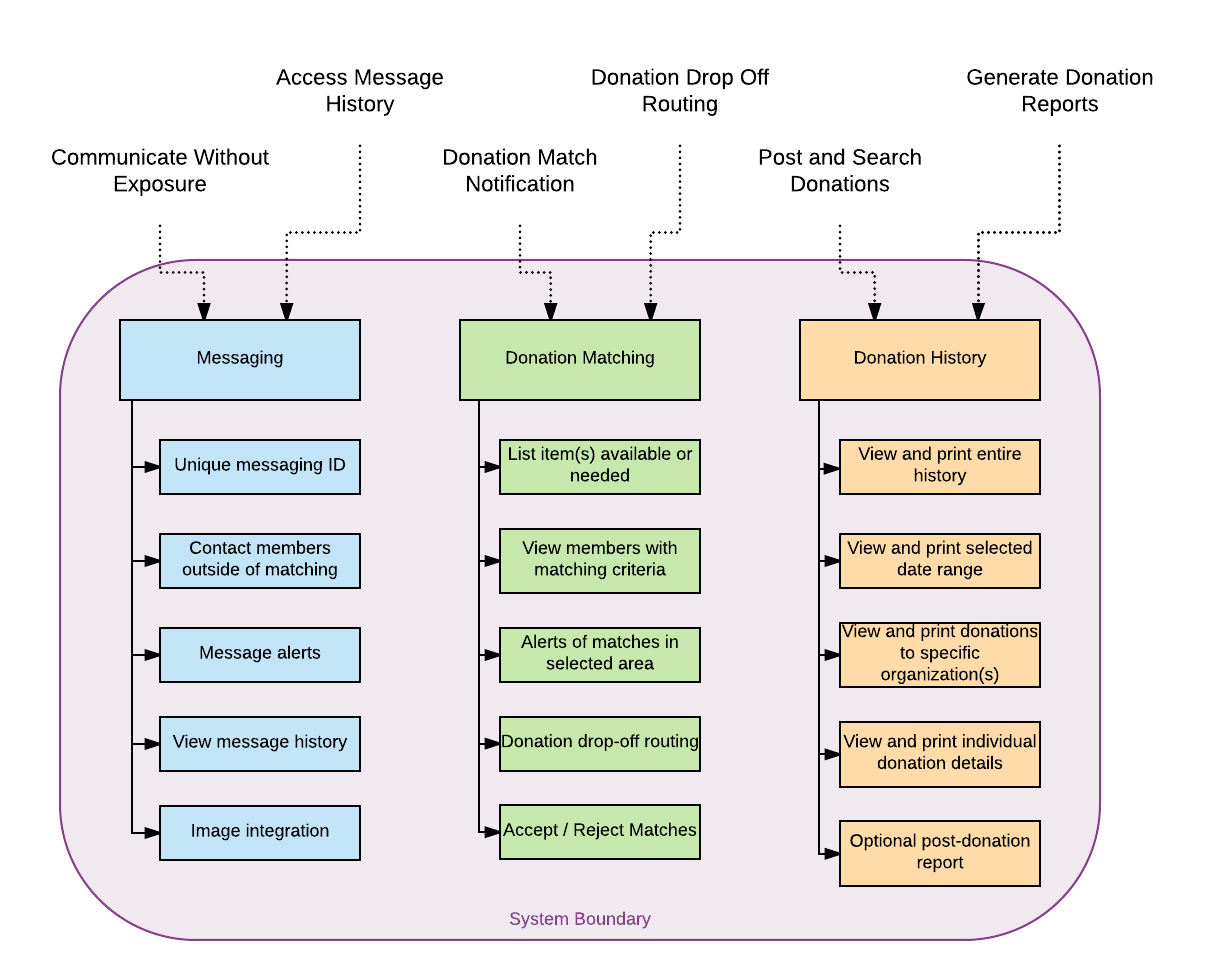 Access Message
History
Donation Drop Off
Routing
Generate Donation
Reports
Communicate Without
Exposure
Donation Match
Notification
Post and Search
Donations
Messaging
Donation Matching
Donation History
Unique messaging ID
List item(s) available or
needed
View and print entire
history
Contact members
outside of matching
View members with
matching criteria
View and print selected
date range
Message alerts
Alerts of matches in
selected area
View and print donations
to specific
organization(s)
View message history
Donation drop-off routing
View and print individual
donation details
Image integration
Accept / Reject Matches
Optional post-donation
report
System Boundary